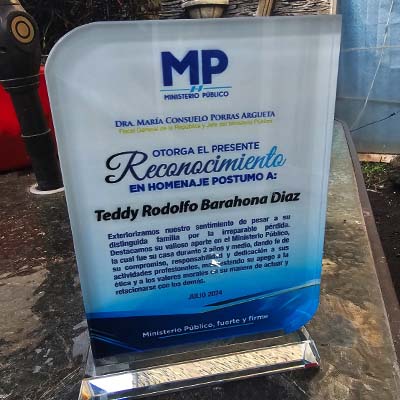 MP
MINISTERIO PÚBLICO
DRA. MARÍA CONSUELO PORRAS ARGUETA
Fiscal General de la República y Jefe del Ministerio Público
OTORGA EL PRESENTE
Reconocimiento
EN HOMENAJE POSTUMO A:
Teddy Rodolfo Barahona Diaz
Exteriorizamos nuestro sentimiento de pesar a su
distinguida familia por la irreparable pérdida.
Destacamos su valioso aporte en el Ministerio Público,
la cual fue su casa durante 2 años y medio, dando fe de
su compromiso, responsabilidad y dedicación a sus
actividades profesionales, manifestando su apego a la
ética y a los valores morales en su manera de actuar y
relacionarse con los demás.
JULIO 2024
Ministerio Público, fuerte y firme